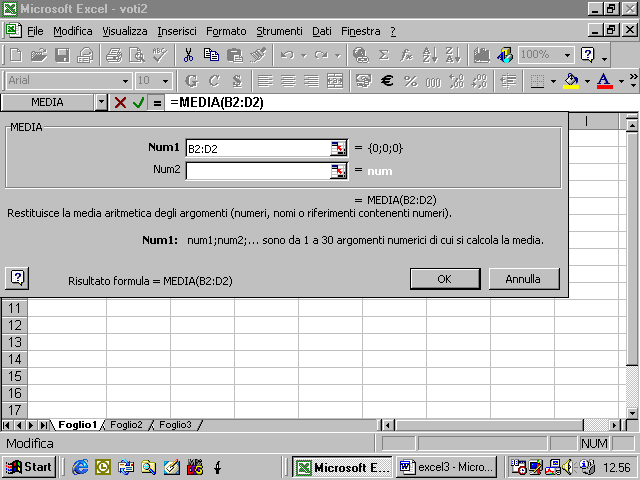 Microsoft Excel - voti2
File Modifica Visualizza Inserisci Formato Strumenti Dati Finestra ?
100%
Arial 10 G C S € % 000
MEDIA =MEDIA(B2:D2)
I
MEDIA
Num1 B2:D2 = {0;0;0}
Num2 = num
= MEDIA(B2:D2)
Restituisce la media aritmetica degli argomenti (numeri, nomi o riferimenti contenenti numeri).
Num1: num1;num2;... sono da 1 a 30 argomenti numerici di cui si calcola la media.
Risultato formula = MEDIA(B2:D2)
OK Annulla
11
12
13
14
15
16
17
Foglio1 Foglio2 Foglio3
Modifica NUM
Start Microsoft E... excel3 - Micro... 12.56